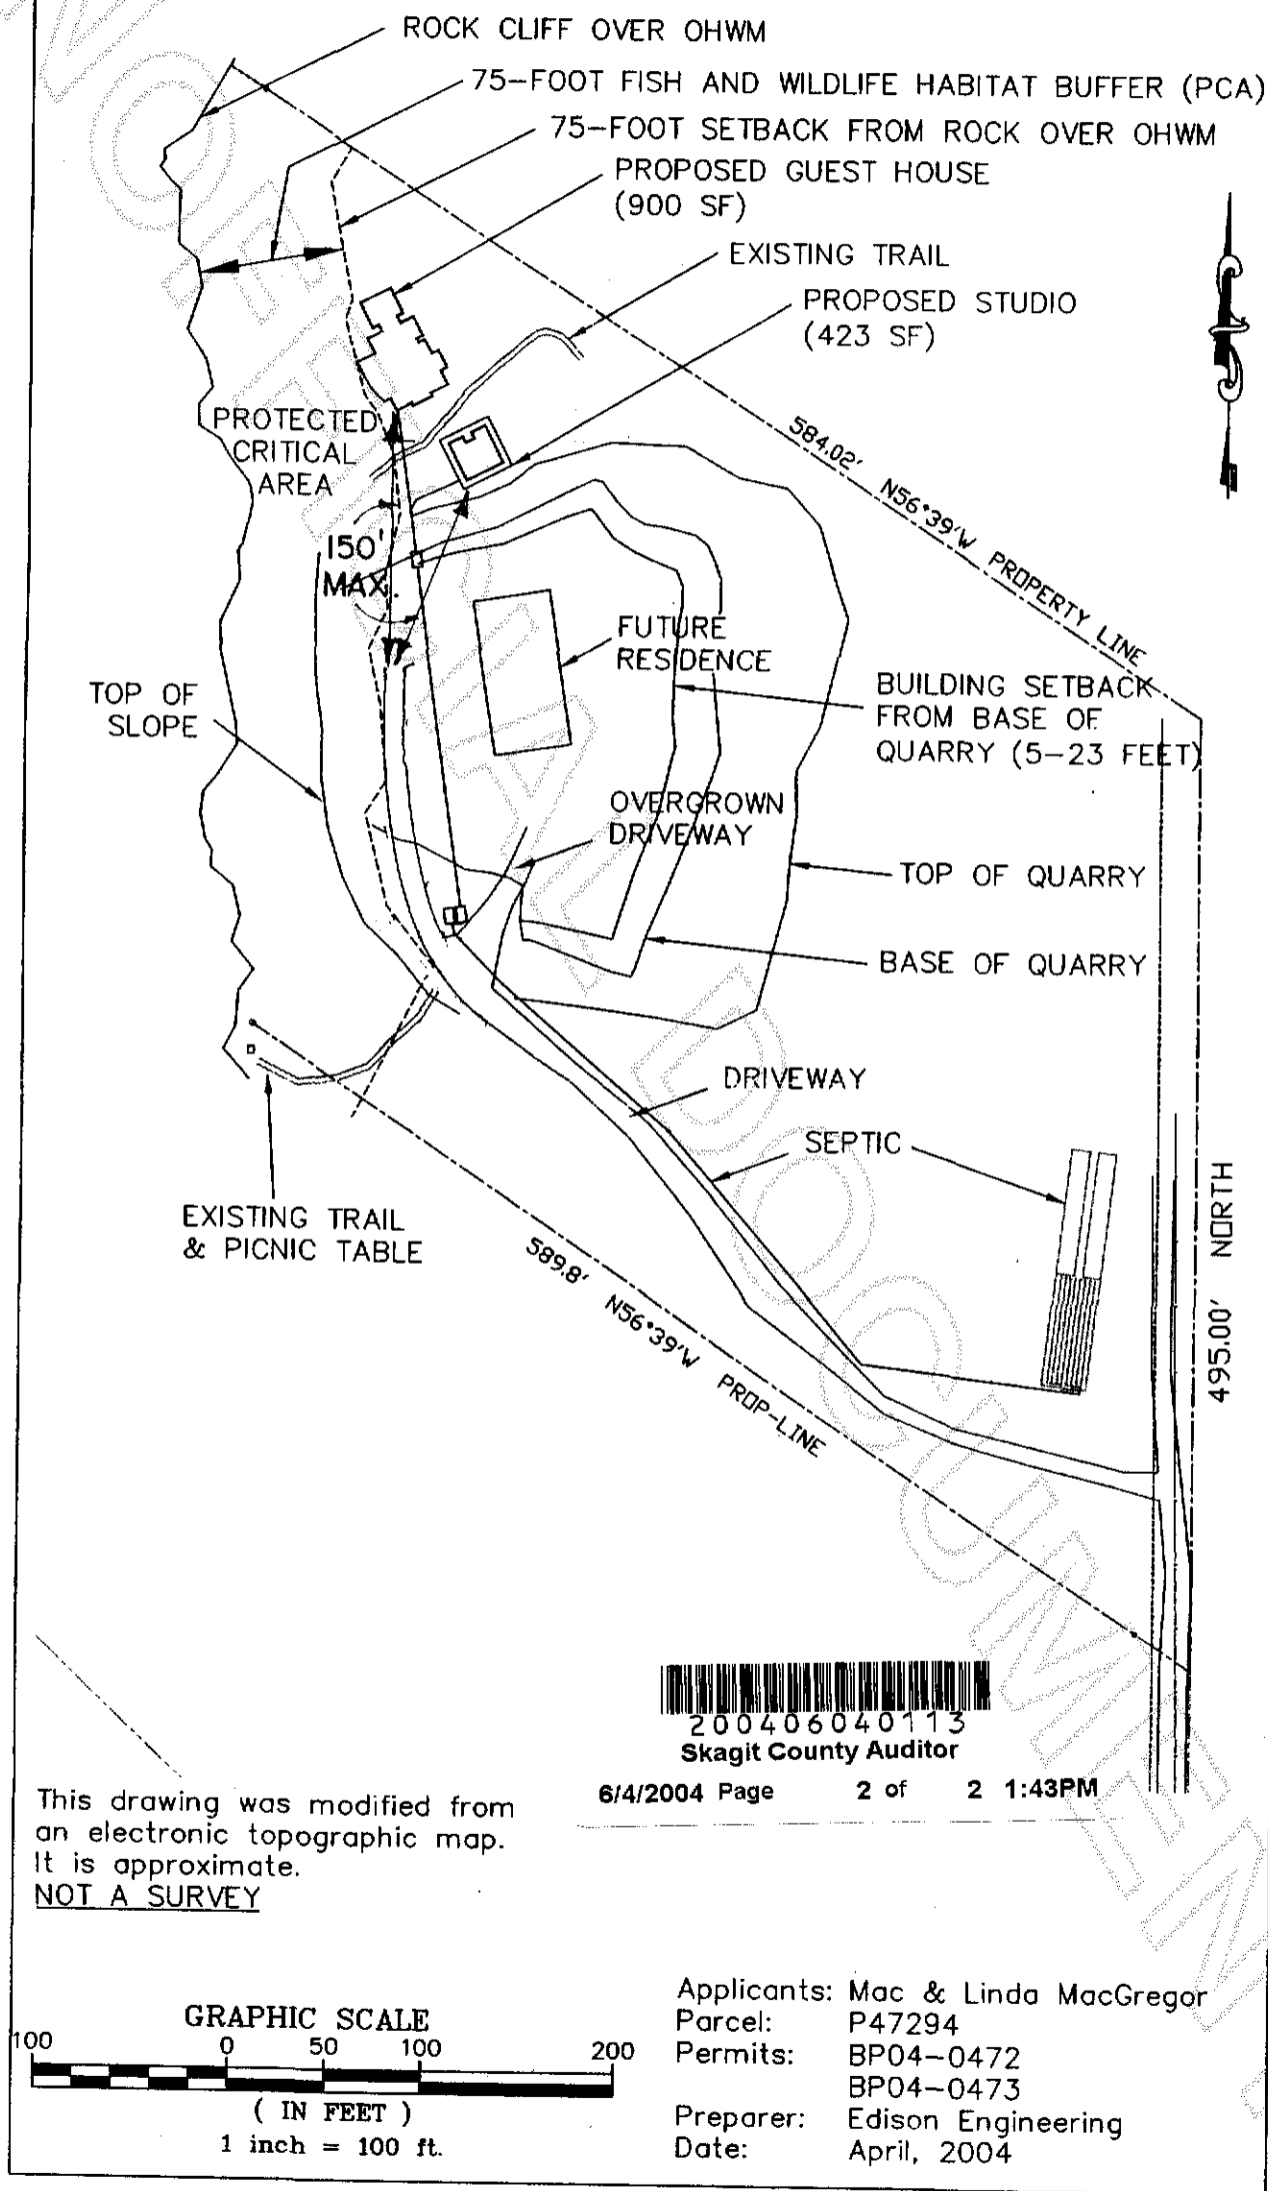 ROCK CLIFF OVER OHWM
75-FOOT FISH AND WILDLIFE HABITAT BUFFER (PCA)
75-FOOT SETBACK FROM ROCK OVER OHWM
PROPOSED GUEST HOUSE
(900 SF)
EXISTING TRAIL
PROPOSED STUDIO
(423 SF)
PROTECTED
CRITICAL
AREA
584.02' N56°39'W PROPERTY LINE
150'
MAX.
FUTURE
RESIDENCE
TOP OF
SLOPE
BUILDING SETBACK
FROM BASE OF
QUARRY (5-23 FEET)
OVERGROWN
DRIVEWAY
TOP OF QUARRY
BASE OF QUARRY
DRIVEWAY
SEPTIC
EXISTING TRAIL
& PICNIC TABLE
495.00' NORTH
589.8' N56°39'W PROP-LINE
UNOFFICIAL DOCUMENT
200406040113
Skagit County Auditor
6/4/2004 Page 2 of 2 1:43PM
This drawing was modified from
an electronic topographic map.
It is approximate.
NOT A SURVEY
GRAPHIC SCALE
100 0 50 100 200
( IN FEET )
1 inch = 100 ft.
Applicants: Mac & Linda MacGregor
Parcel: P47294
Permits: BP04-0472
BP04-0473
Preparer: Edison Engineering
Date: April, 2004